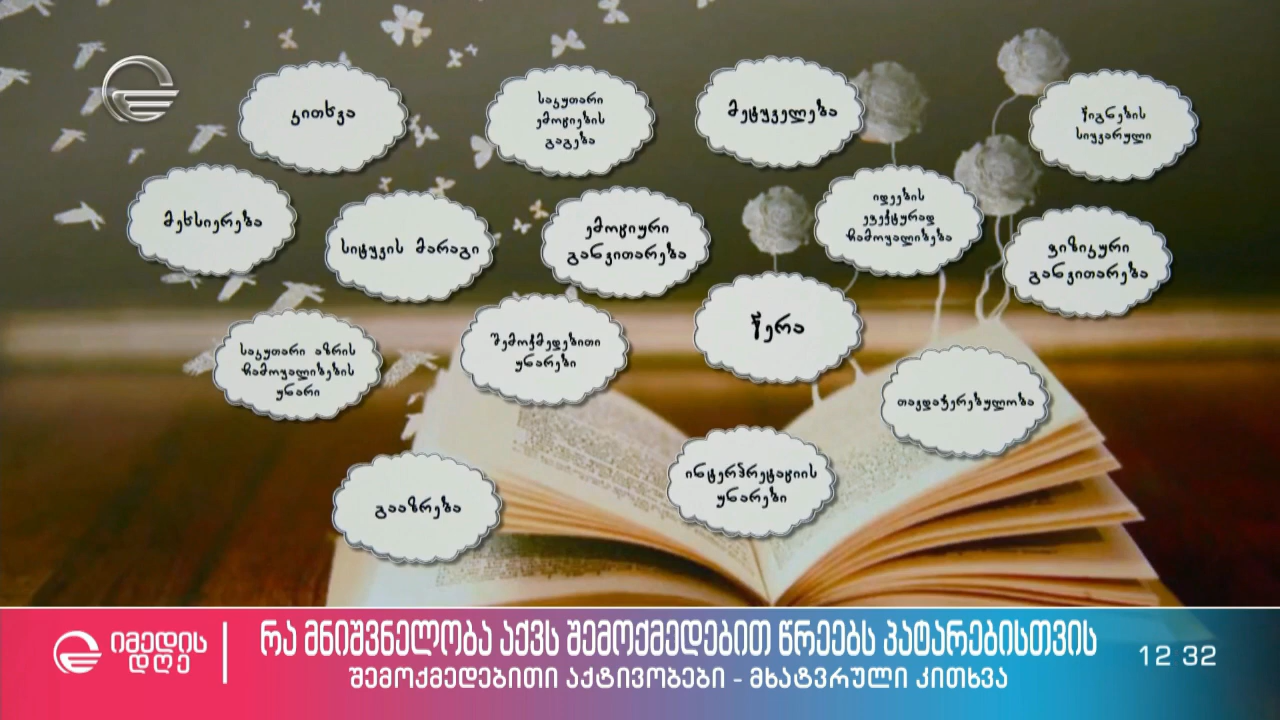 კითხვა
საკუთარი
ემოციების
გაგება
მეტყველება
წიგნების
სიყვარული
მეხსიერება
სიტყვის მარაგი
ემოციური
განვითარება
იდეების
ეფექტურად
ჩამოყალიბება
ფიზიკური
განვითარება
საკუთარი აზრის
ჩამოყალიბების
უნარი
შემოქმედებითი
უნარები
წერა
თავდაჯერებულობა
გააზრება
ინტერპრეტაციის
უნარები
იმედის
დღე
რა მნიშვნელობა აქვს შემოქმედებით წრეებს პატარებისთვის
შემოქმედებითი აქტივობები - მხატვრული კითხვა
12 32